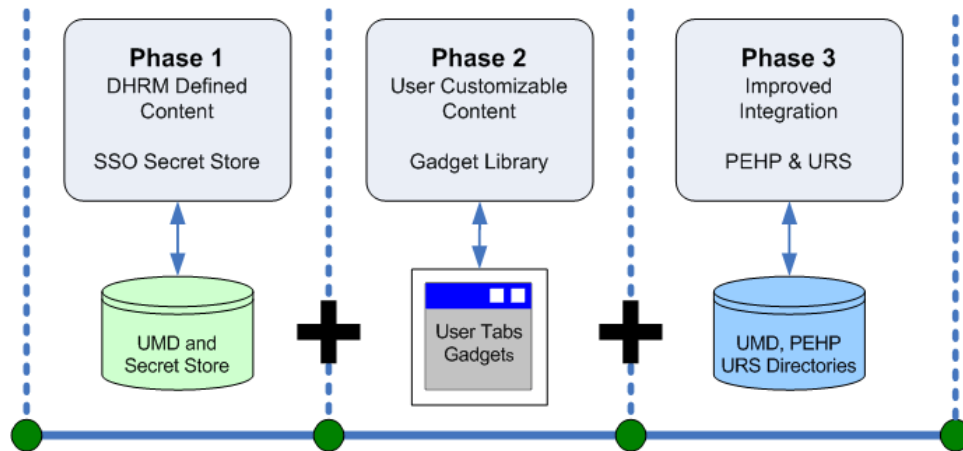 Phase 1
DHRM Defined
Content
SSO Secret Store
Phase 2
User Customizable
Content
Gadget Library
Phase 3
Improved
Integration
PEHP & URS
UMD and
Secret Store
User Tabs
Gadgets
UMD, PEHP
URS Directories